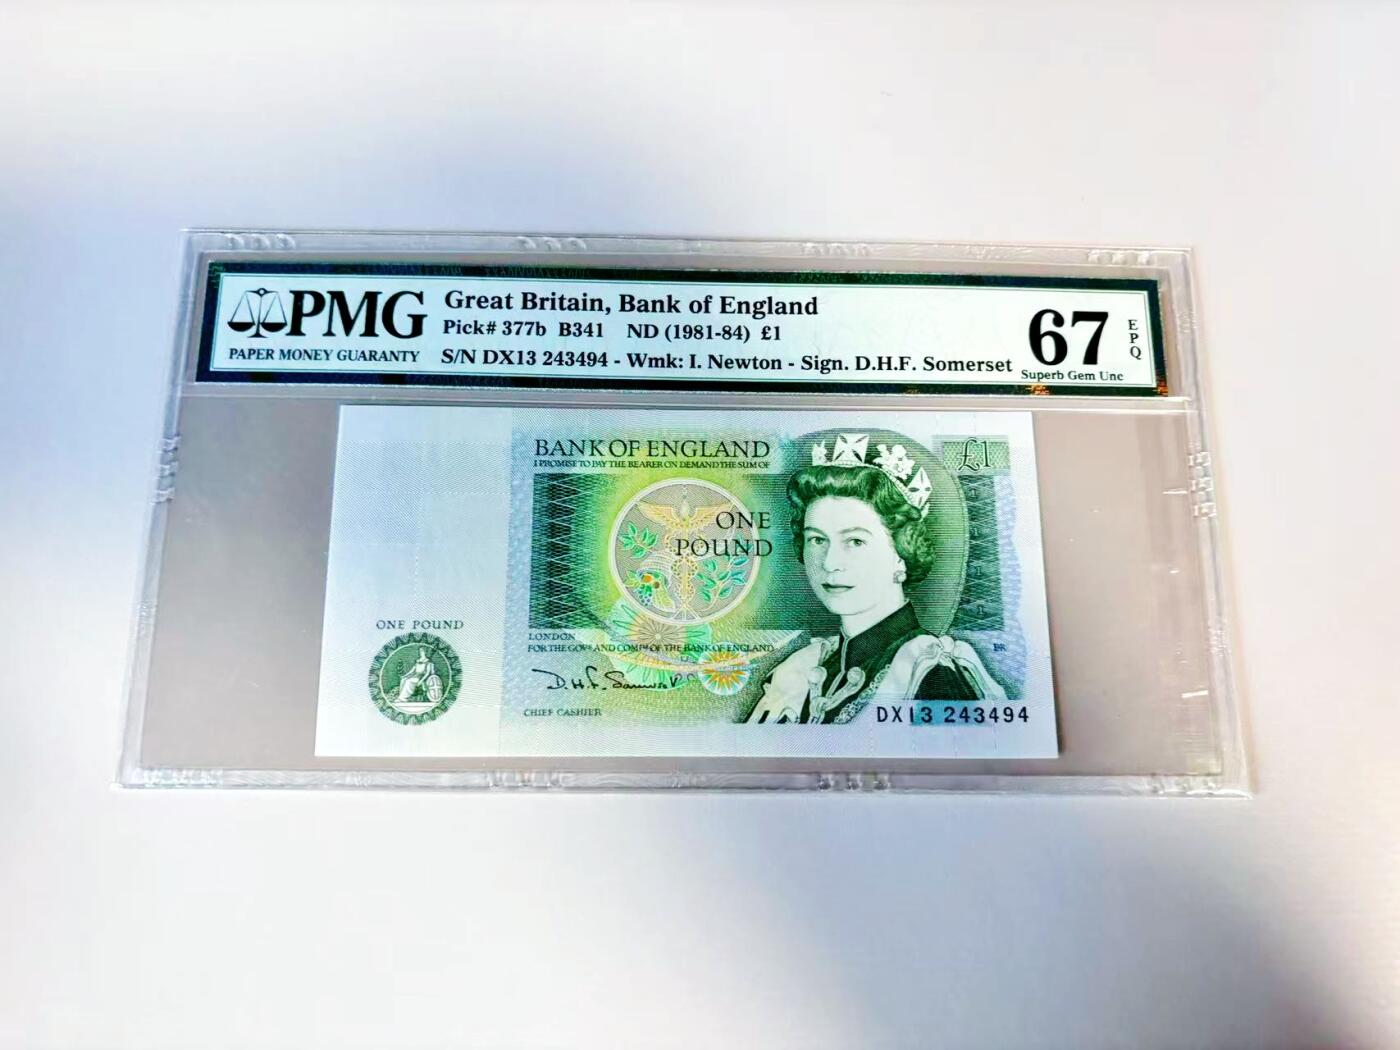 PMG
PAPER MONEY GUARANTY
Great Britain, Bank of England
Pick# 377b B341 ND (1981-84) £1
S/N DX13 243494 - Wmk: I. Newton - Sign. D.H.F. Somerset
67
EPQ
Superb Gem Unc
BANK OF ENGLAND
I PROMISE TO PAY THE BEARER ON DEMAND THE SUM OF
£1
ONE
POUND
ONE POUND
LONDON
FOR THE GOVR AND COMPA OF THE BANK OF ENGLAND
D.H.F. Somerset
CHIEF CASHIER
DX13 243494